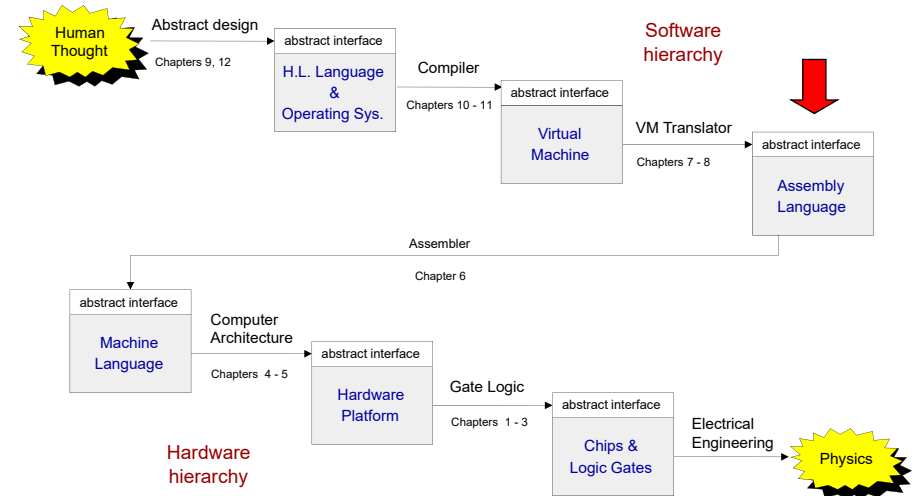 Human
Thought
Abstract design
Chapters 9, 12
abstract interface
H.L. Language
&
Operating Sys.
Compiler
Chapters 10 - 11
Software
hierarchy
abstract interface
Virtual
Machine
VM Translator
Chapters 7 - 8
abstract interface
Assembly
Language
Assembler
Chapter 6
abstract interface
Machine
Language
Computer
Architecture
Chapters 4 - 5
abstract interface
Hardware
Platform
Gate Logic
Chapters 1 - 3
abstract interface
Chips &
Logic Gates
Electrical
Engineering
Physics
Hardware
hierarchy